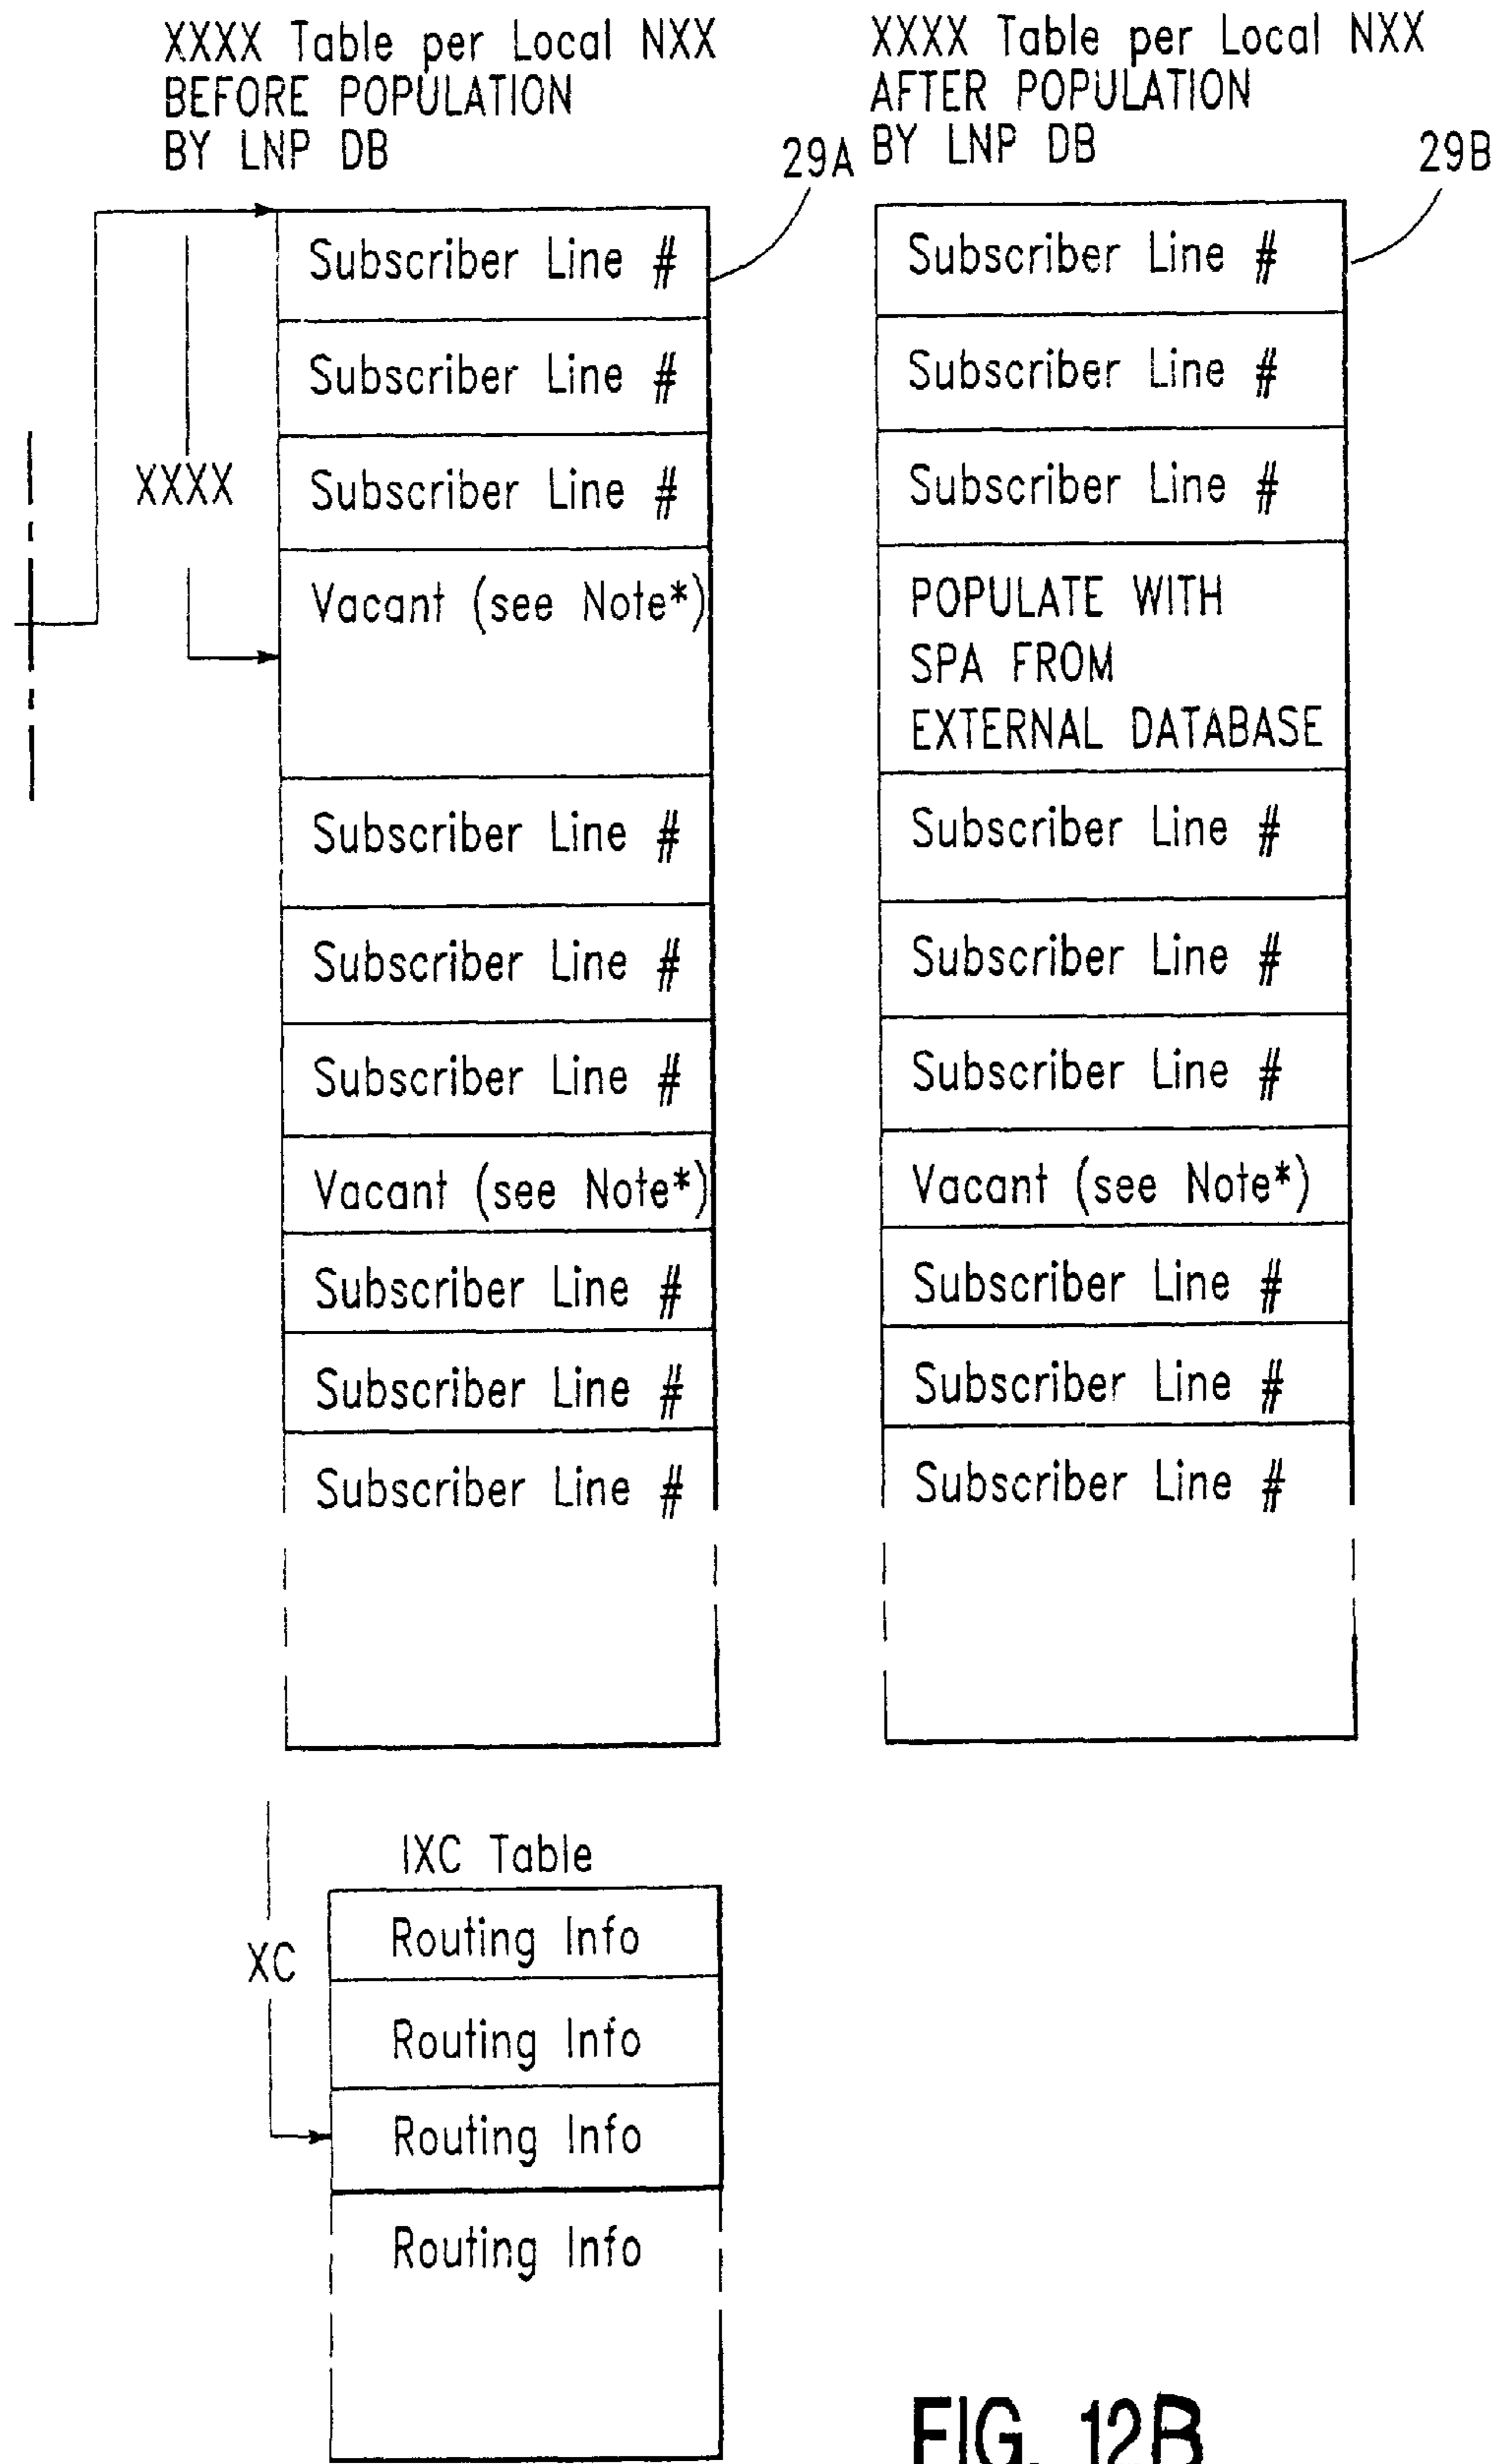 XXXX Table per Local NXX
BEFORE POPULATION
BY LNP DB
29A
XXXX
Subscriber Line #
Subscriber Line #
Subscriber Line #
Vacant (see Note*)
Subscriber Line #
Subscriber Line #
Subscriber Line #
Vacant (see Note*)
Subscriber Line #
Subscriber Line #
Subscriber Line #
XXXX Table per Local NXX
AFTER POPULATION
BY LNP DB
29B
Subscriber Line #
Subscriber Line #
Subscriber Line #
POPULATE WITH
SPA FROM
EXTERNAL DATABASE
Subscriber Line #
Subscriber Line #
Subscriber Line #
Vacant (see Note*)
Subscriber Line #
Subscriber Line #
Subscriber Line #
IXC Table
XC
Routing Info
Routing Info
Routing Info
Routing Info
FIG. 12B